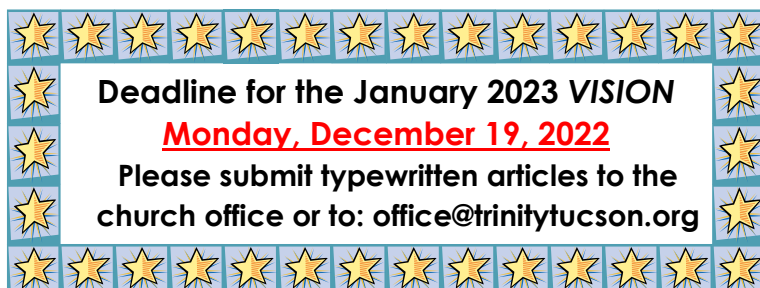 Deadline for the January 2023 VISION
Monday, December 19, 2022
Please submit typewritten articles to the
church office or to: office@trinitytucson.org